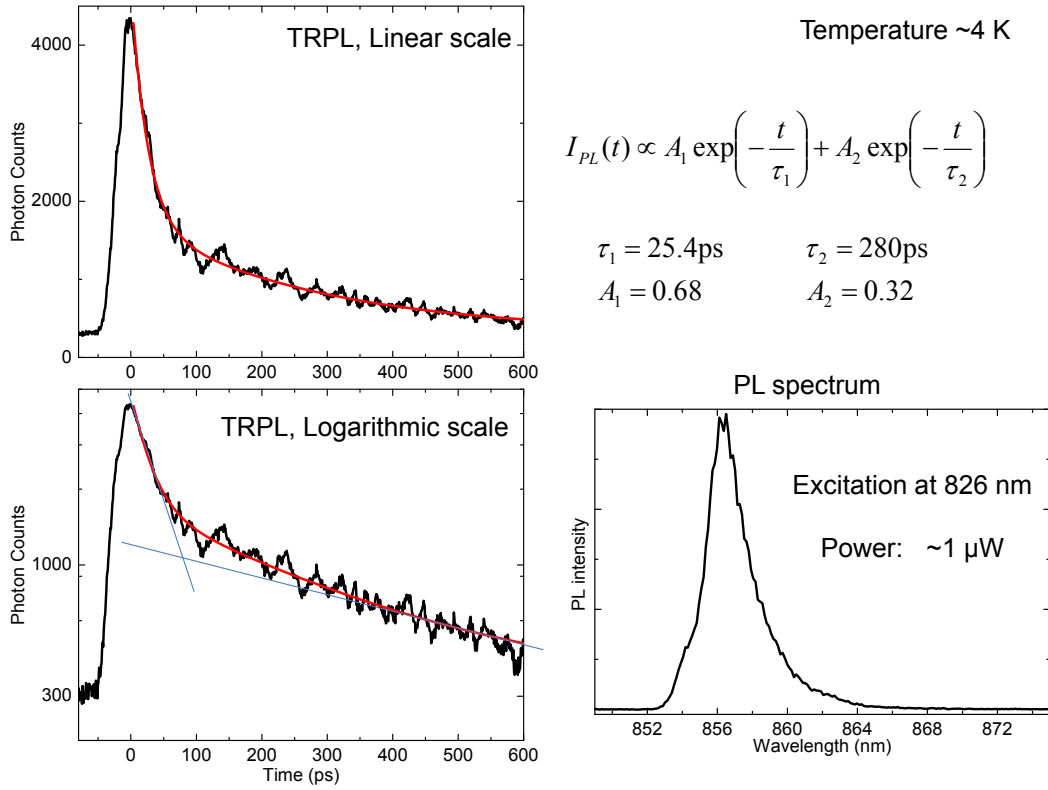 TRPL, Linear scale
4000
2000
0
Photon Counts
0 100 200 300 400 500 600
TRPL, Logarithmic scale
1000
300
Photon Counts
0 100 200 300 400 500 600
Time (ps)
Temperature ~4 K
I_{PL}(t) ∝ A_1 exp(-t/τ_1) + A_2 exp(-t/τ_2)
τ_1 = 25.4ps τ_2 = 280ps
A_1 = 0.68 A_2 = 0.32
PL spectrum
Excitation at 826 nm
Power: ~1 µW
PL intensity
852 856 860 864 868 872
Wavelength (nm)